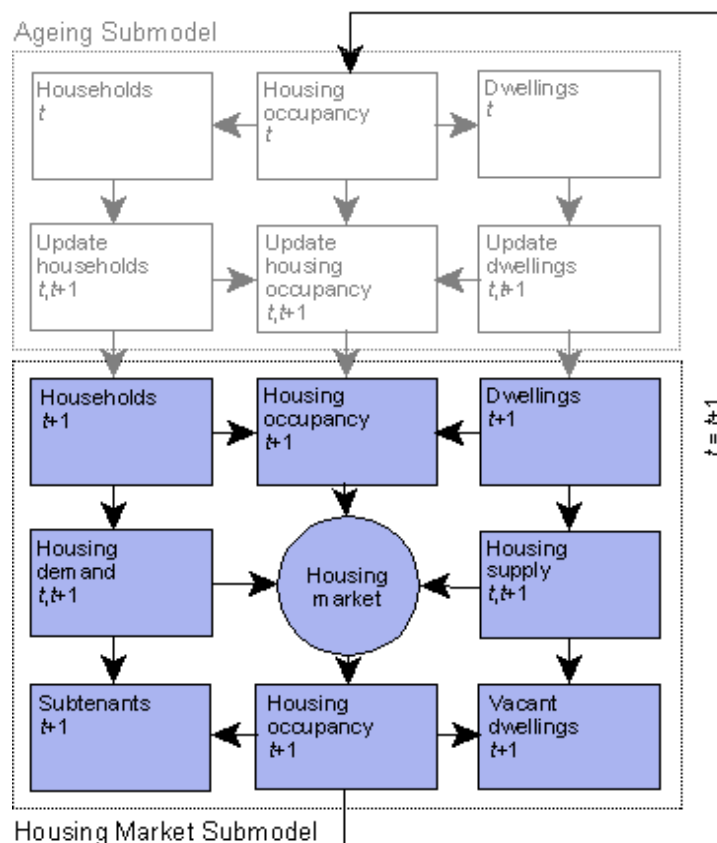 Ageing Submodel
Households
t
Housing
occupancy
t
Dwellings
t
Update
households
t,t+1
Update
housing
occupancy
t,t+1
Update
dwellings
t,t+1
Households
t+1
Housing
occupancy
t+1
Dwellings
t+1
t = t+1
Housing
demand
t,t+1
Housing
market
Housing
supply
t,t+1
Subtenants
t+1
Housing
occupancy
t+1
Vacant
dwellings
t+1
Housing Market Submodel